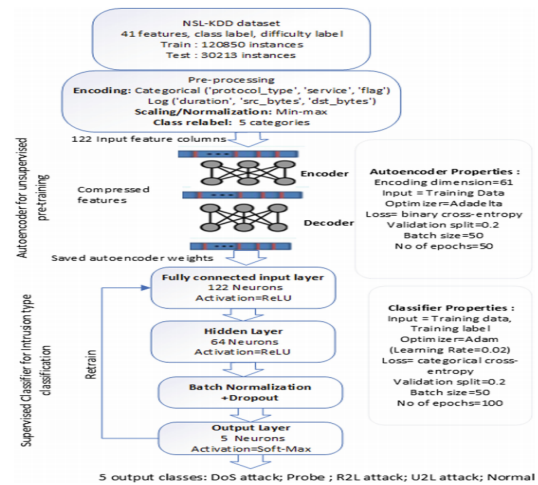 NSL-KDD dataset
41 features, class label, difficulty label
Train : 120850 instances
Test : 30213 instances
Pre-processing
Encoding: Categorical ('protocol_type', 'service', 'flag')
Log ('duration', 'src_bytes', 'dst_bytes')
Scaling/Normalization: Min-max
Class relabel: 5 categories
122 Input feature columns
Autoencoder for unsupervised
pre-training
Compressed
features
Encoder
Decoder
Autoencoder Properties :
Encoding dimension=61
Input = Training Data
Optimizer=Adadelta
Loss= binary cross-entropy
Validation split=0.2
Batch size=50
No of epochs=50
Saved autoencoder weights
Supervised Classifier for Intrusion type
classification
Retrain
Fully connected input layer
122 Neurons
Activation=ReLU
Hidden Layer
64 Neurons
Activation=ReLU
Batch Normalization
+Dropout
Output Layer
5 Neurons
Activation=Soft-Max
Classifier Properties :
Input = Training data,
Training label
Optimizer=Adam
(Learning Rate=0.02)
Loss= categorical cross-
entropy
Validation split=0.2
Batch size=50
No of epochs=100
5 output classes: DoS attack; Probe ; R2L attack; U2L attack; Normal